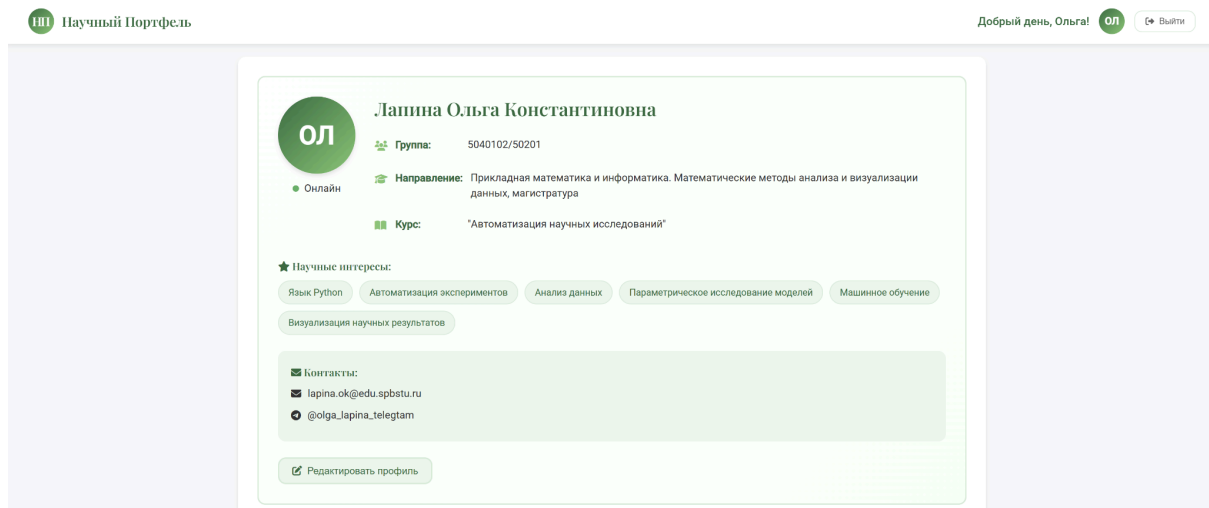 НП Научный Портфель
Добрый день, Ольга! ОЛ Выйти
ОЛ
Онлайн
Лапина Ольга Константиновна
Группа: 5040102/50201
Направление: Прикладная математика и информатика. Математические методы анализа и визуализации
данных, магистратура
Курс: "Автоматизация научных исследований"
Научные интересы:
Язык Python Автоматизация экспериментов Анализ данных Параметрическое исследование моделей Машинное обучение
Визуализация научных результатов
Контакты:
lapina.ok@edu.spbstu.ru
@olga_lapina_telegtam
Редактировать профиль